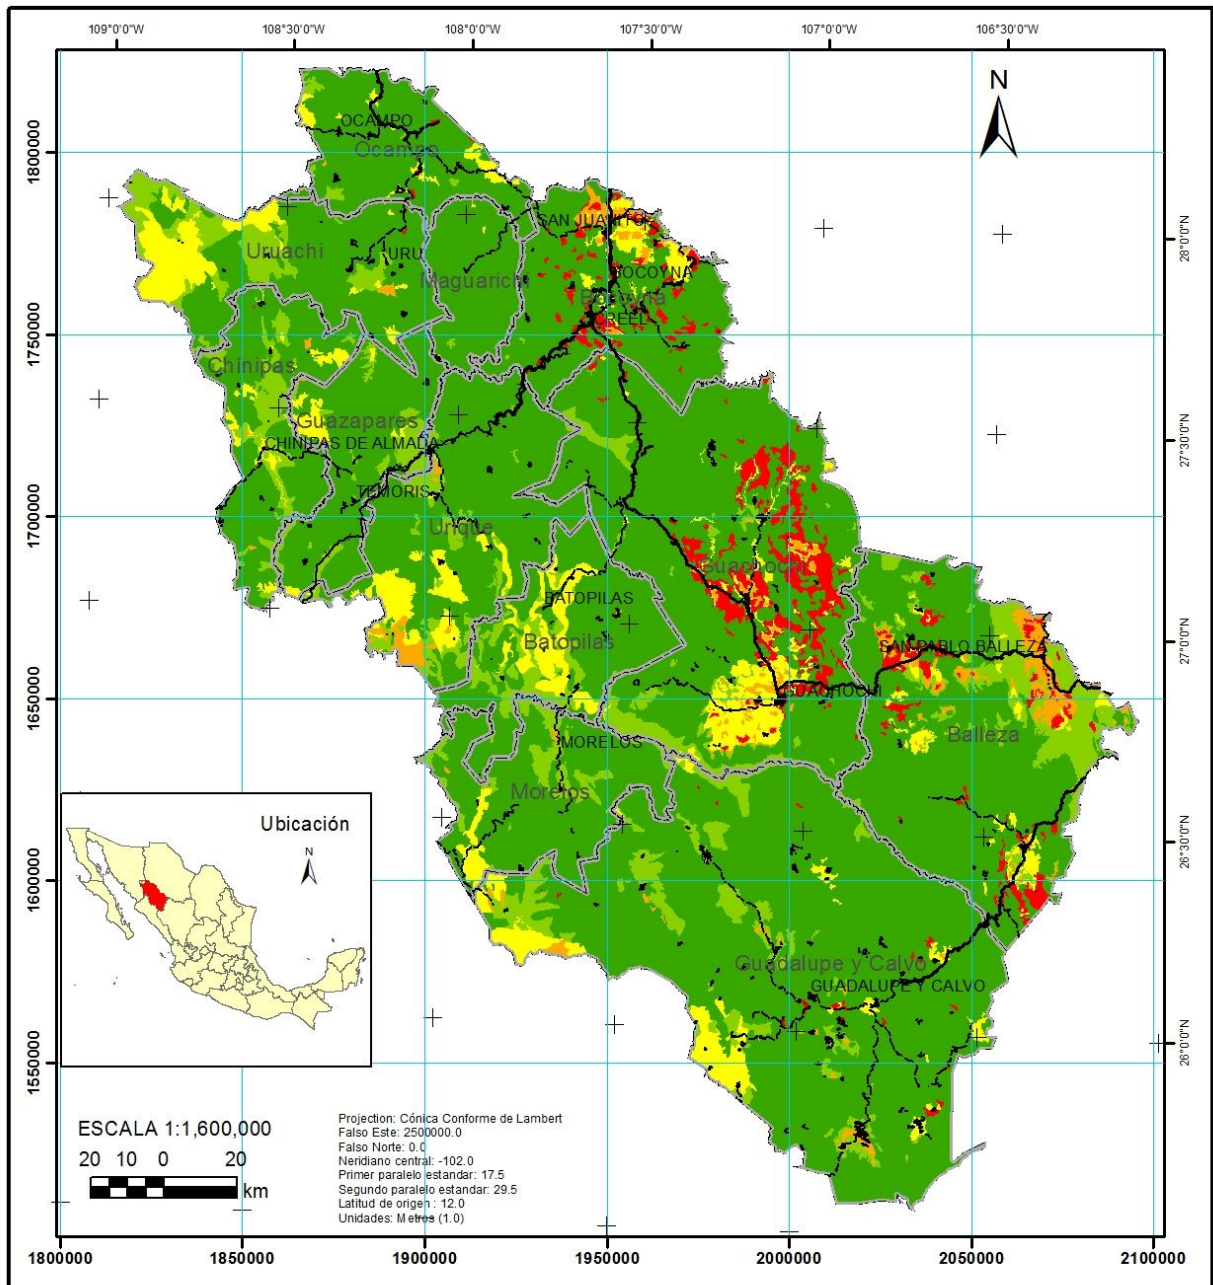 109°0'0"W
108°30'0"W
108°0'0"W
107°30'0"W
107°0'0"W
106°30'0"W
N
OCAMPO
Ocampo
1800000
SAN JUANITO
28°0'0"N
Uruachi
URU
Maguarichi
BOCOYNA
Bocoyna
CREEL
1750000
Chínipas
Guazapares
CHINIPAS DE ALMADA
27°30'0"N
TEMORIS
1700000
Urique
Guachochi
BATOPILAS
Batopilas
SAN PABLO BALLEZA
27°0'0"N
1650000
GUACHOCHI
Balleza
MORELOS
Morelos
Ubicación
N
26°30'0"N
1600000
Guadalupe y Calvo
GUADALUPE Y CALVO
26°0'0"N
1550000
ESCALA 1:1,600,000
20 10 0 20
km
Projection: Cónica Conforme de Lambert
Falso Este: 2500000.0
Falso Norte: 0.0
Neridiano central: -102.0
Primer paralelo estandar: 17.5
Segundo paralelo estandar: 29.5
Latitud de origen : 12.0
Unidades: Metros (1.0)
1800000
1850000
1900000
1950000
2000000
2050000
2100000